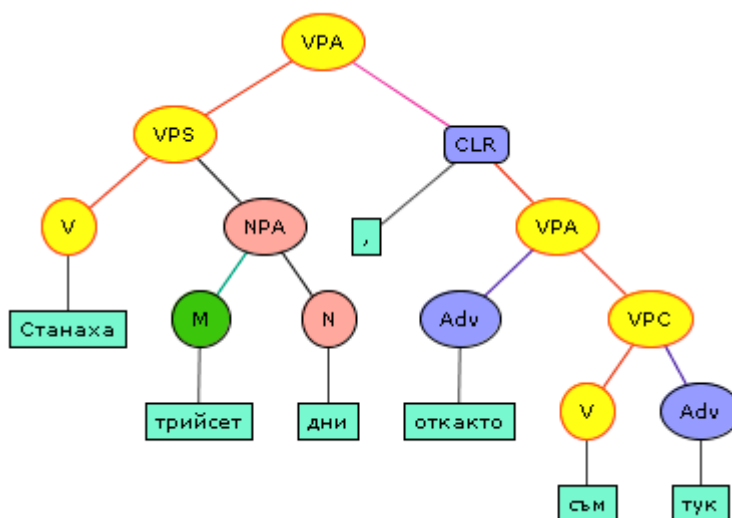 VPA
VPS CLR
V NPA , VPA
Станаха M N Adv VPC
трийсет дни откакто V Adv
съм тук